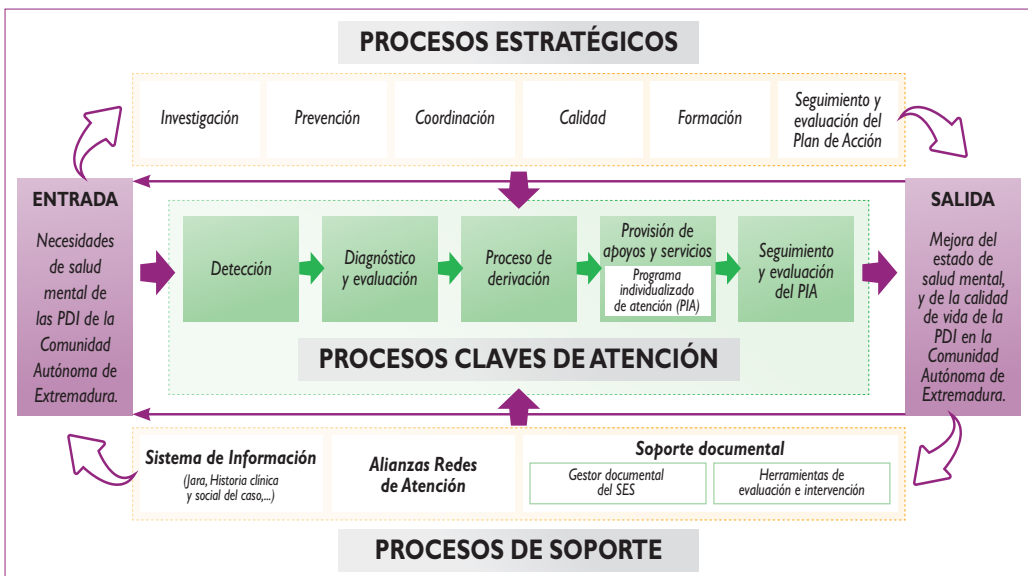 PROCESOS ESTRATÉGICOS
Investigación
Prevención
Coordinación
Calidad
Formación
Seguimiento y
evaluación del
Plan de Acción
ENTRADA
Necesidades
de salud
mental de
las PDI de la
Comunidad
Autónoma de
Extremadura.
Detección
Diagnóstico
y evaluación
Proceso de
derivación
Provisión de
apoyos y servicios
Programa
individualizado
de atención (PIA)
Seguimiento
y evaluación
del PIA
PROCESOS CLAVES DE ATENCIÓN
SALIDA
Mejora del
estado de
salud mental,
y de la calidad
de vida de la
PDI en la
Comunidad
Autónoma de
Extremadura.
Sistema de Información
(Jara, Historia clínica
y social del caso,...)
Alianzas Redes
de Atención
Soporte documental
Gestor documental
del SES
Herramientas de
evaluación e intervención
PROCESOS DE SOPORTE